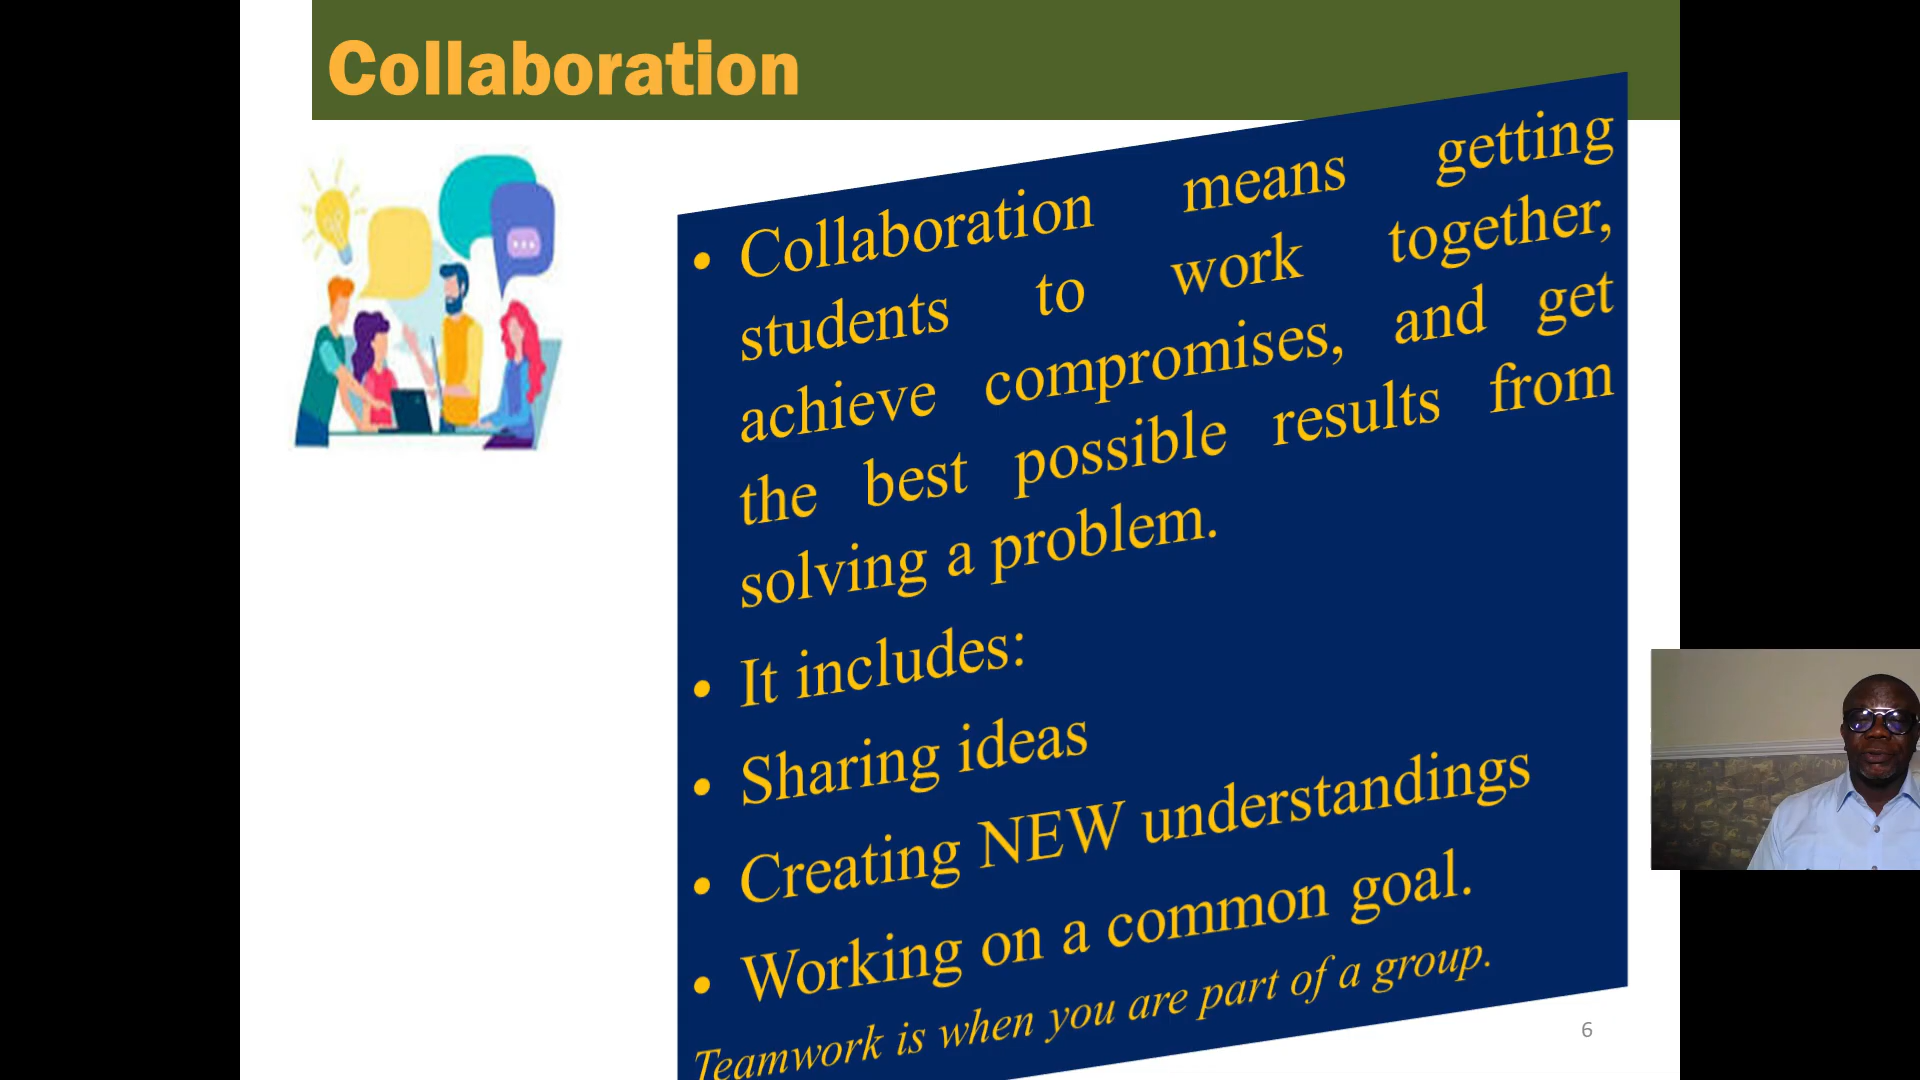 Collaboration
• Collaboration means getting
students to work together,
achieve compromises, and get
the best possible results from
solving a problem.
• It includes:
• Sharing ideas
• Creating NEW understandings
• Working on a common goal.
Teamwork is when you are part of a group.
6